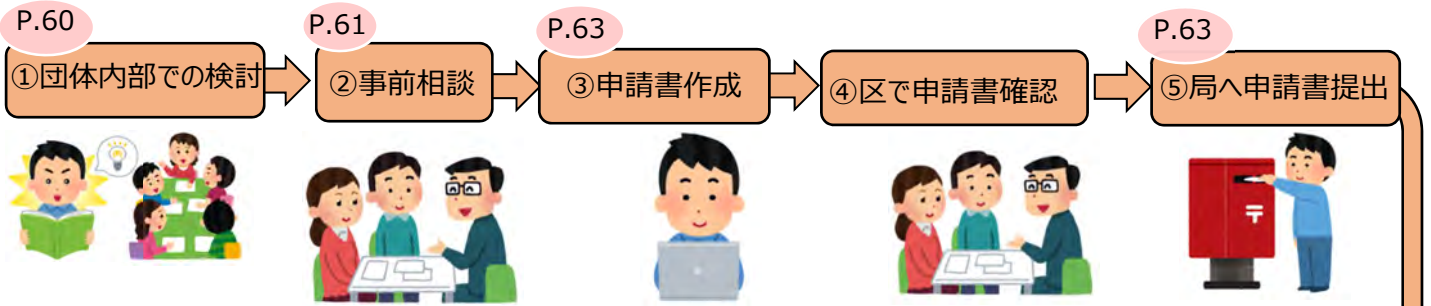 P.60
①団体内部での検討
P.61
②事前相談
P.63
③申請書作成
④区で申請書確認
P.63
⑤局へ申請書提出
〒